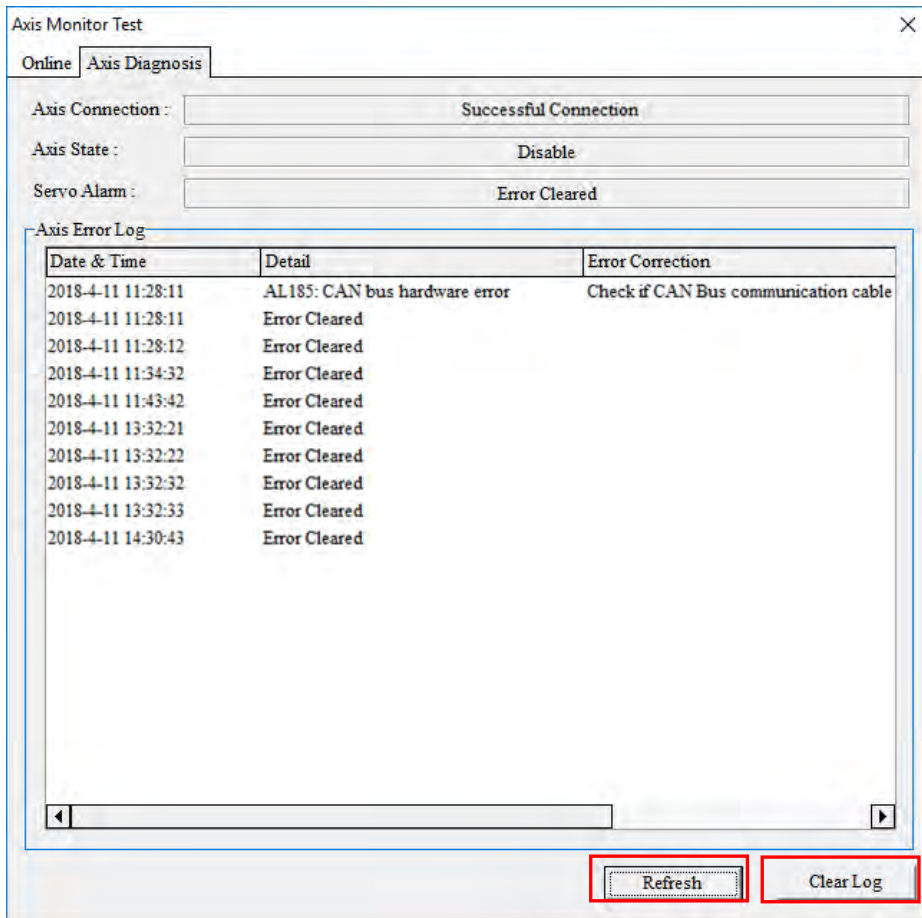 Axis Monitor Test
Online Axis Diagnosis
Axis Connection : Successful Connection
Axis State : Disable
Servo Alarm : Error Cleared
Axis Error Log
Date & Time Detail Error Correction
2018-4-11 11:28:11 AL185: CAN bus hardware error Check if CAN Bus communication cable
2018-4-11 11:28:11 Error Cleared
2018-4-11 11:28:12 Error Cleared
2018-4-11 11:34:32 Error Cleared
2018-4-11 11:43:42 Error Cleared
2018-4-11 13:32:21 Error Cleared
2018-4-11 13:32:22 Error Cleared
2018-4-11 13:32:32 Error Cleared
2018-4-11 13:32:33 Error Cleared
2018-4-11 14:30:43 Error Cleared
Refresh Clear Log